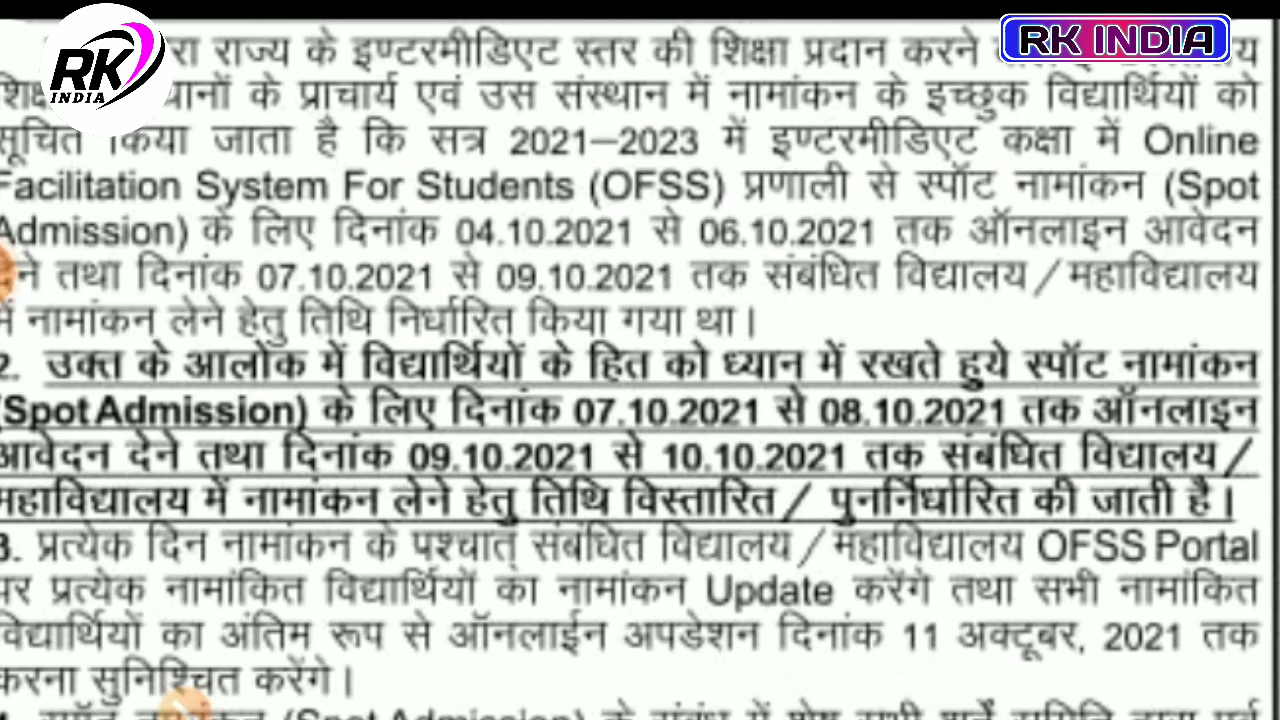 RK INDIA
RK INDIA
राज्य के इण्टरमीडिएट स्तर की शिक्षा प्रदान करने
के प्राचार्य एवं उस संस्थान में नामांकन के इच्छुक विद्यार्थियों को
सूचित किया जाता है कि सत्र 2021–2023 में इण्टरमीडिएट कक्षा में Online
Facilitation System For Students (OFSS) प्रणाली से स्पॉट नामांकन (Spot
Admission) के लिए दिनांक 04.10.2021 से 06.10.2021 तक ऑनलाइन आवेदन
तथा दिनांक 07.10.2021 से 09.10.2021 तक संबंधित विद्यालय/महाविद्यालय
में नामांकन लेने हेतु तिथि निर्धारित किया गया था।
2. उक्त के आलोक में विद्यार्थियों के हित को ध्यान में रखते हुये स्पॉट नामांकन
(Spot Admission) के लिए दिनांक 07.10.2021 से 08.10.2021 तक ऑनलाइन
आवेदन देने तथा दिनांक 09.10.2021 से 10.10.2021 तक संबंधित विद्यालय/
महाविद्यालय में नामांकन लेने हेतु तिथि विस्तारित/ पुनर्निर्धारित की जाती है।
3. प्रत्येक दिन नामांकन के पश्चात् संबंधित विद्यालय/महाविद्यालय OFSS Portal
पर प्रत्येक नामांकित विद्यार्थियों का नामांकन Update करेंगे तथा सभी नामांकित
विद्यार्थियों का अंतिम रूप से ऑनलाईन अपडेशन दिनांक 11 अक्टूबर, 2021 तक
करना सुनिश्चित करेंगे।
(Spot Admission) के संबंध में शेष सभी शर्तें समिति द्वारा पूर्व